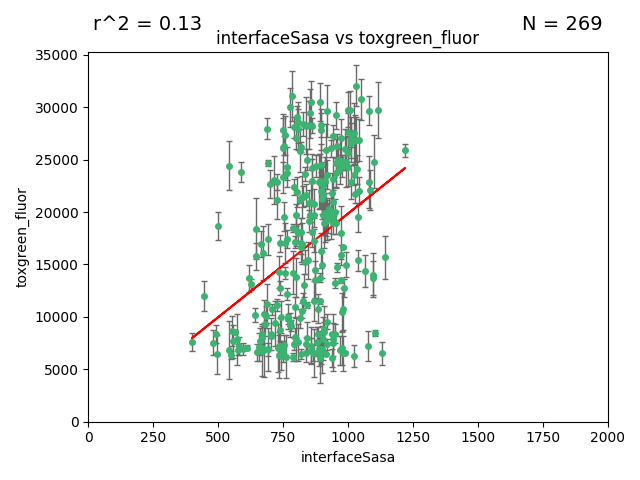 r^2 = 0.13
N = 269
interfaceSasa vs toxgreen_fluor
35000
30000
25000
20000
15000
10000
5000
0
toxgreen_fluor
0 250 500 750 1000 1250 1500 1750 2000
interfaceSasa